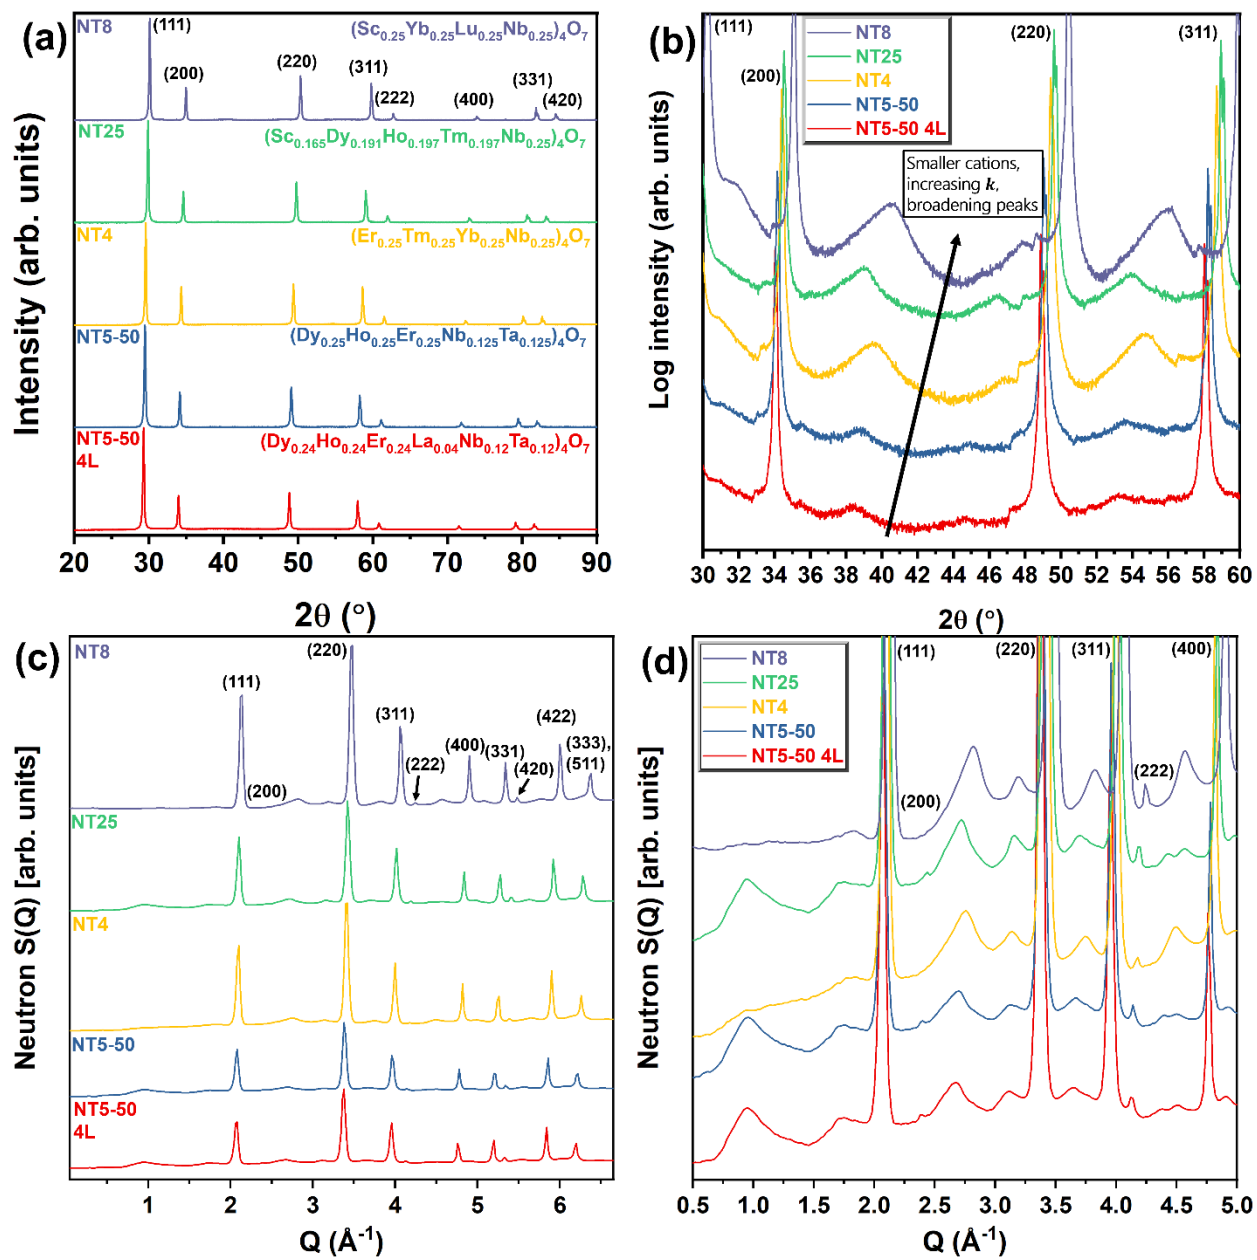 (a)
NT8
(111)
(Sc0.25Yb0.25Lu0.25Nb0.25)4O7
(200)
(220)
(311)
(222)
(400)
(331)
(420)
NT25
(Sc0.165Dy0.191Ho0.197Tm0.197Nb0.25)4O7
NT4
(Er0.25Tm0.25Yb0.25Nb0.25)4O7
NT5-50
(Dy0.25Ho0.25Er0.25Nb0.125Ta0.125)4O7
NT5-50
4L
(Dy0.24Ho0.24Er0.24La0.04Nb0.12Ta0.12)4O7
Intensity (arb. units)
20 30 40 50 60 70 80 90
2θ (°)
(b)
(111)
(200)
(220)
(311)
NT8
NT25
NT4
NT5-50
NT5-50 4L
Smaller cations,
increasing k,
broadening peaks
Log intensity (arb. units)
30 32 34 36 38 40 42 44 46 48 50 52 54 56 58 60
2θ (°)
(c)
NT8
(111)
(200)
(220)
(311)
(222)
(400)
(331)
(420)
(422)
(333),
(511)
NT25
NT4
NT5-50
NT5-50
4L
Neutron S(Q) [arb. units]
1 2 3 4 5 6
Q (Å-1)
(d)
NT8
NT25
NT4
NT5-50
NT5-50 4L
(111)
(200)
(220)
(311)
(222)
(400)
Neutron S(Q) [arb. units]
0.5 1.0 1.5 2.0 2.5 3.0 3.5 4.0 4.5 5.0
Q (Å-1)